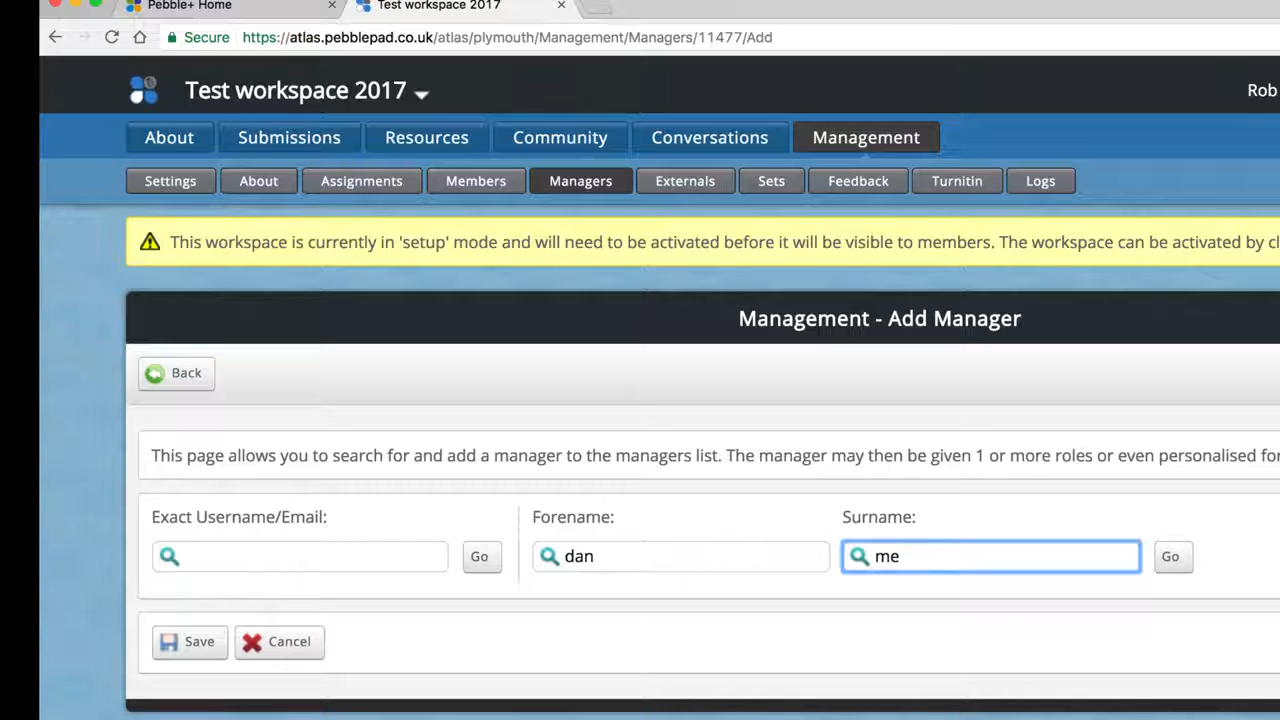 Pebble+ Home × Test workspace 2017 ×
Secure https://atlas.pebblepad.co.uk/atlas/plymouth/Management/Managers/11477/Add
Test workspace 2017 Rob
About Submissions Resources Community Conversations Management
Settings About Assignments Members Managers Externals Sets Feedback Turnitin Logs
This workspace is currently in 'setup' mode and will need to be activated before it will be visible to members. The workspace can be activated by cl
Management - Add Manager
Back
This page allows you to search for and add a manager to the managers list. The manager may then be given 1 or more roles or even personalised for
Exact Username/Email: Forename: Surname:
Go dan me Go
Save Cancel